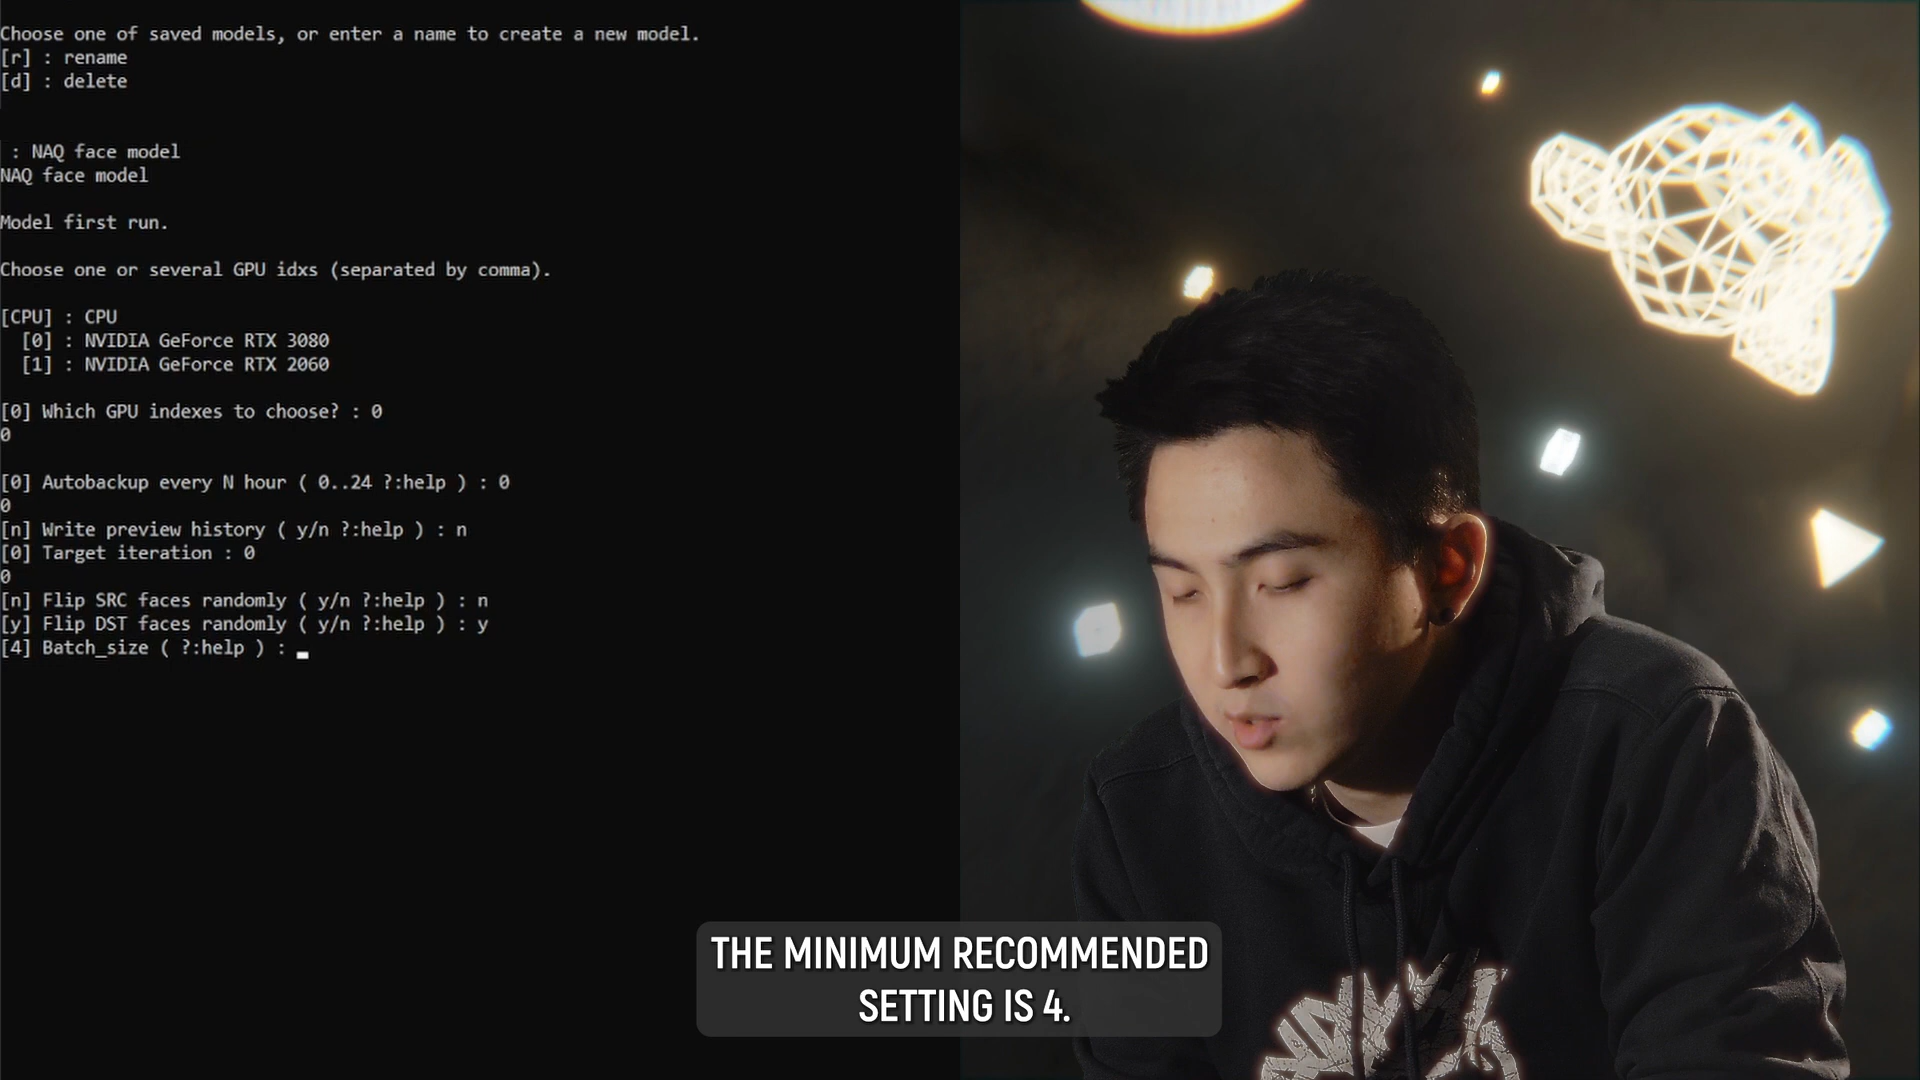 Choose one of saved models, or enter a name to create a new model.
[r] : rename
[d] : delete
: NAQ face model
NAQ face model
Model first run.
Choose one or several GPU idxs (separated by comma).
[CPU] : CPU
[0] : NVIDIA GeForce RTX 3080
[1] : NVIDIA GeForce RTX 2060
[0] Which GPU indexes to choose? : 0
0
[0] Autobackup every N hour ( 0..24 ?:help ) : 0
0
[n] Write preview history ( y/n ?:help ) : n
[0] Target iteration : 0
0
[n] Flip SRC faces randomly ( y/n ?:help ) : n
[y] Flip DST faces randomly ( y/n ?:help ) : y
[4] Batch_size ( ?:help ) :
THE MINIMUM RECOMMENDED
SETTING IS 4.